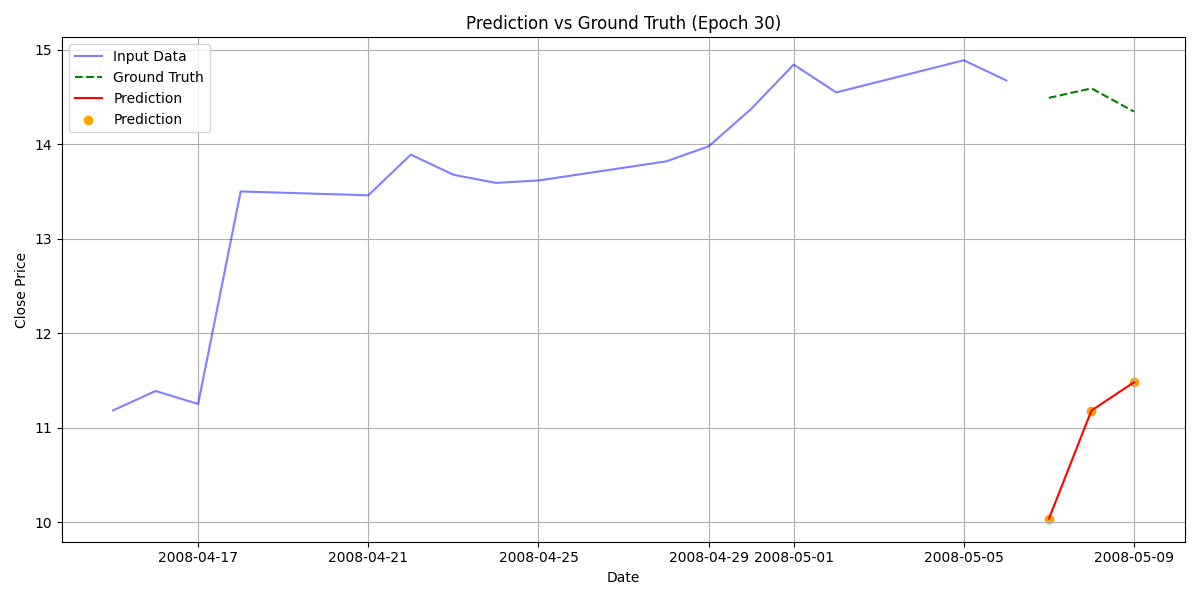 Prediction vs Ground Truth (Epoch 30)
Input Data
Ground Truth
Prediction
Prediction
Close Price
15
14
13
12
11
10
2008-04-17
2008-04-21
2008-04-25
2008-04-29
2008-05-01
2008-05-05
2008-05-09
Date